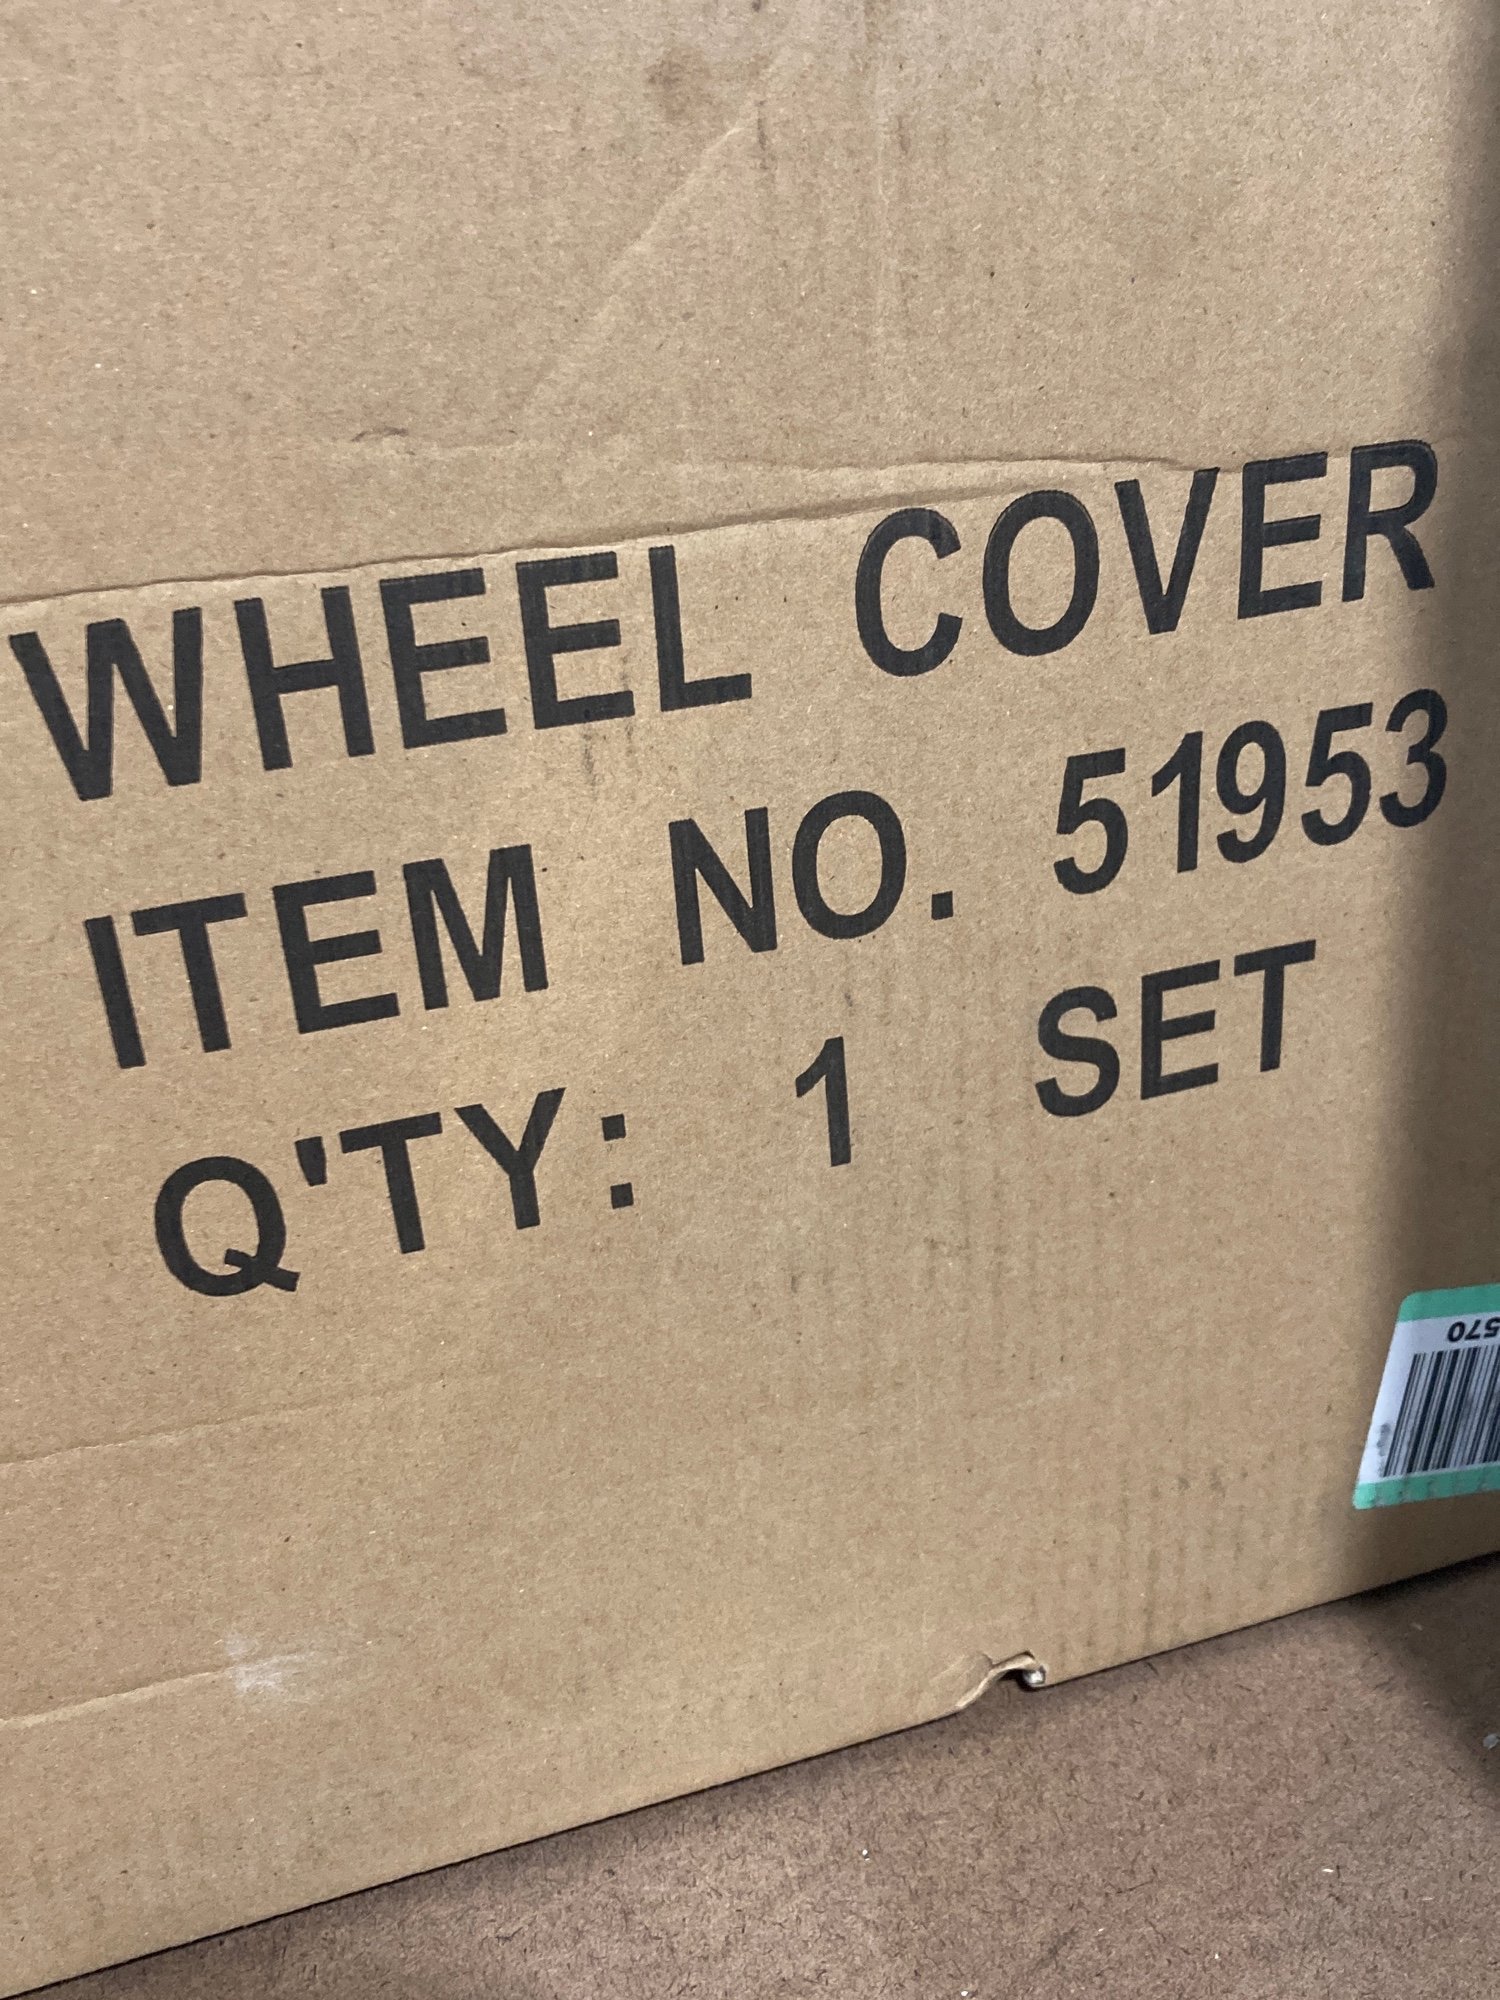 WHEEL COVER
ITEM NO. 51953
Q'TY: 1 SET